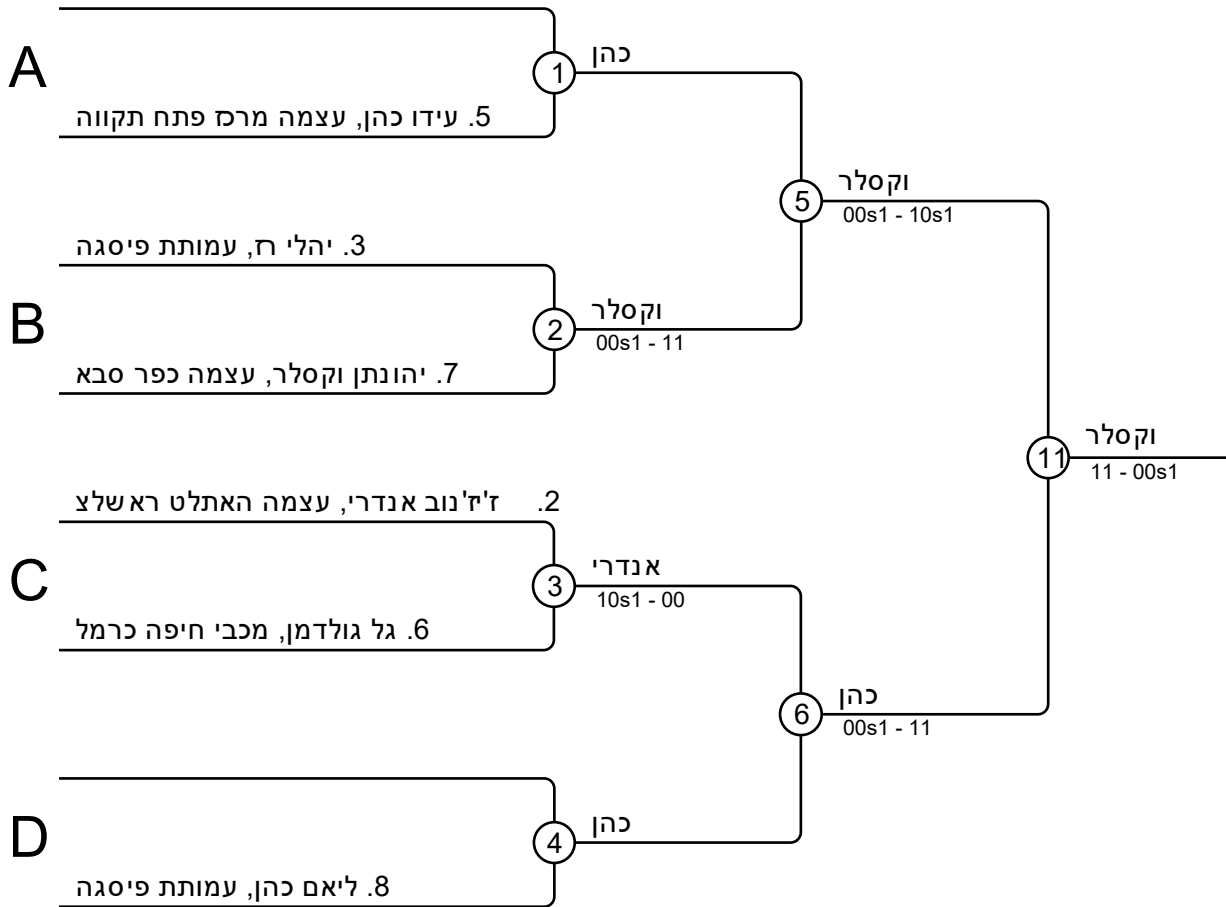 A
1
כהן
5. עידו כהן, עצמה מרכז פתח תקווה
5
וקסלר
00s1 - 10s1
3. יהלי רז, עמותת פיסגה
B
2
וקסלר
00s1 - 11
7. יהונתן וקסלר, עצמה כפר סבא
11
וקסלר
11 - 00s1
2. ז'יז'נוב אנדרי, עצמה האתלט ראשלצ
C
3
אנדרי
10s1 - 00
6. גל גולדמן, מכבי חיפה כרמל
6
כהן
00s1 - 11
D
4
כהן
8. ליאם כהן, עמותת פיסגה